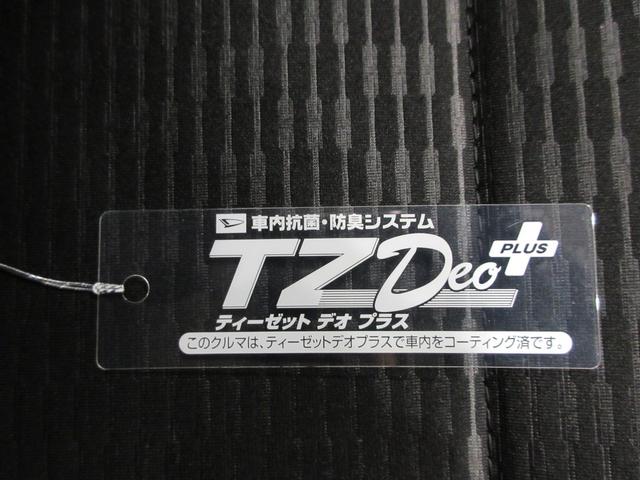 車内抗菌・防臭システム
TZ Deo PLUS
ティーゼット デオ プラス
このクルマは、ティーゼットデオプラスで車内をコーティング済です。